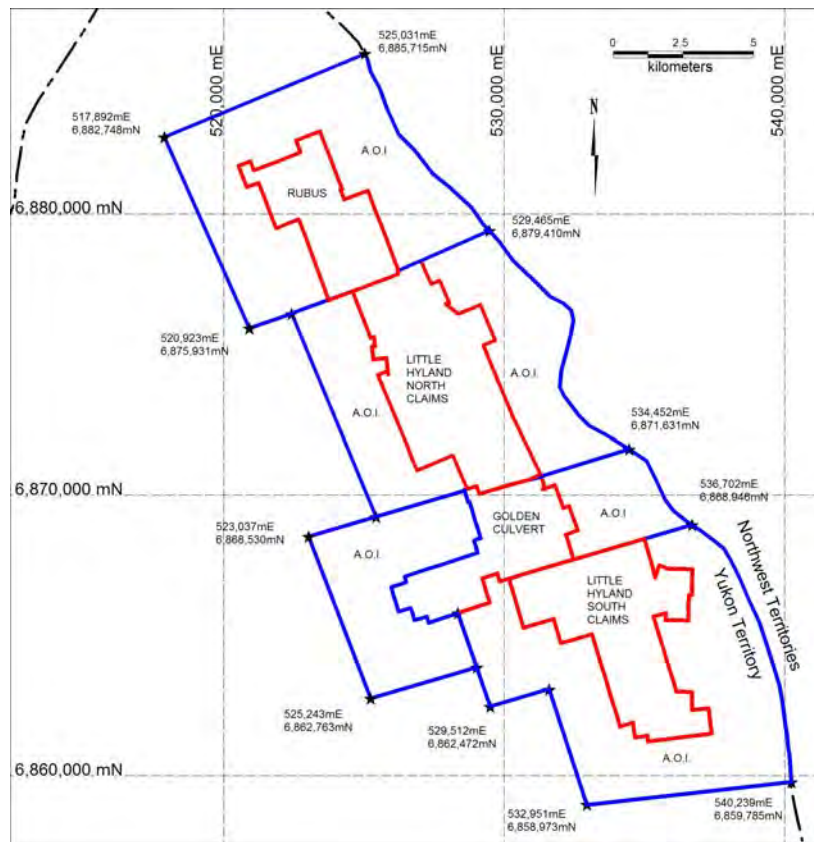 525,031mE
6,885,715mN
0 2.5 5
kilometers
520,000 mE
530,000 mE
540,000 mE
517,892mE
6,882,748mN
N
A.O.I
RUBUS
6,880,000 mN
529,465mE
6,879,410mN
520,923mE
6,875,931mN
LITTLE
HYLAND
NORTH
CLAIMS
A.O.I.
A.O.I.
534,452mE
6,871,631mN
6,870,000 mN
536,702mE
6,868,946mN
523,037mE
6,868,530mN
GOLDEN
CULVERT
A.O.I
A.O.I.
Northwest Territories
Yukon Territory
LITTLE
HYLAND
SOUTH
CLAIMS
525,243mE
6,862,763mN
529,512mE
6,862,472mN
A.O.I.
6,860,000 mN
532,951mE
6,858,973mN
540,239mE
6,859,785mN